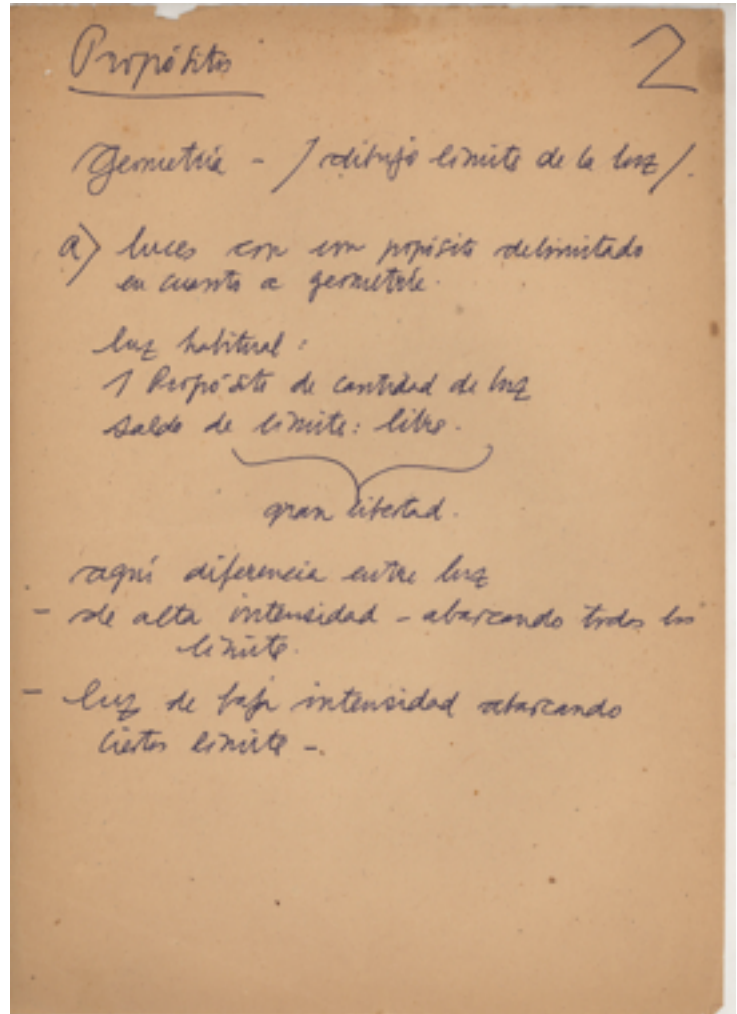 Propósitos 2
Geometría - / dibujo límite de la luz /.
a) luces con un propósito delimitado
en cuanto a geometría.
luz habitual:
1 Propósito de cantidad de luz
saldo de límite: libre.
gran libertad.
aquí diferencia entre luz
- de alta intensidad - abarcando todos los
límite.
- luz de baja intensidad abarcando
ciertos límite -.